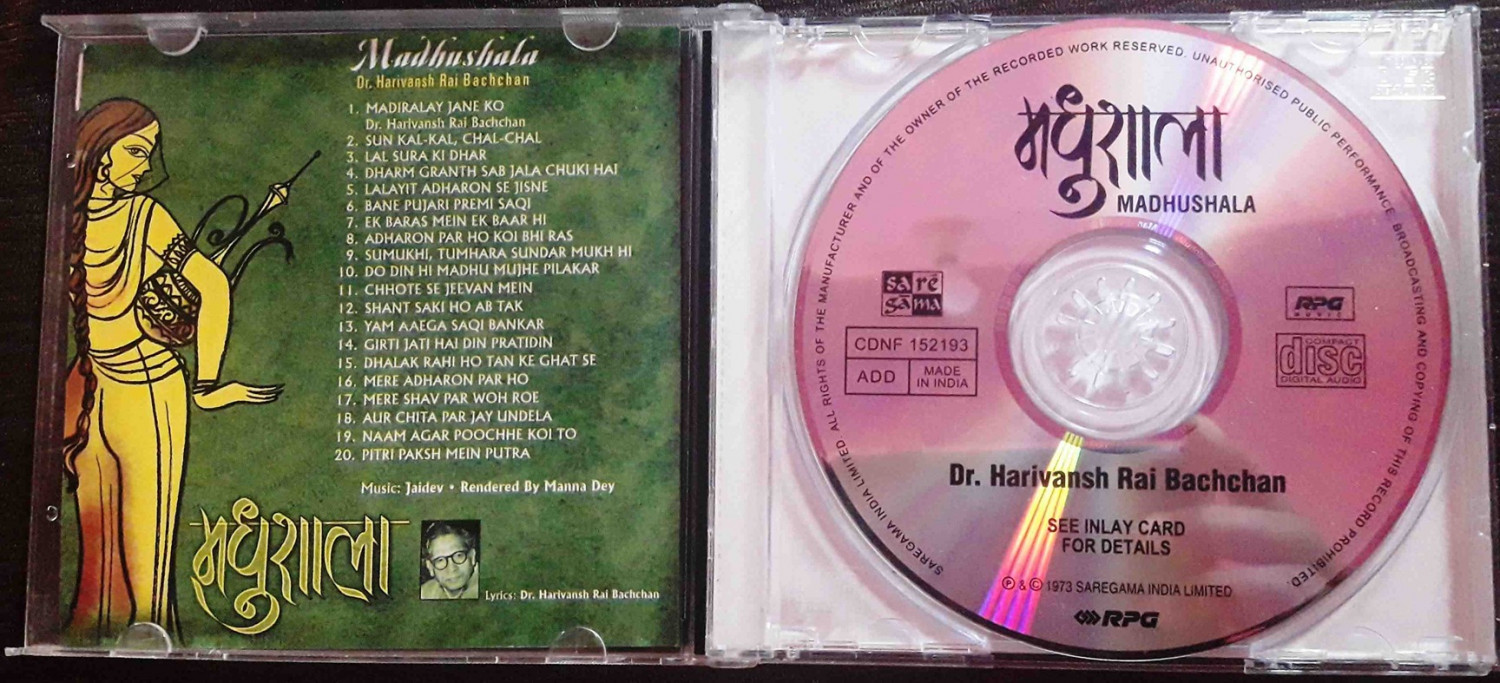 Madhushala
Dr. Harivansh Rai Bachchan
1. MADIRALAY JANE KO
Dr. Harivansh Rai Bachchan
2. SUN KAL-KAL, CHAL-CHAL
3. LAL SURA KI DHAR
4. DHARM GRANTH SAB JALA CHUKI HAI
5. LALAYIT ADHARON SE JISNE
6. BANE PUJARI PREMI SAQI
7. EK BARAS MEIN EK BAAR HI
8. ADHARON PAR HO KOI BHI RAS
9. SUMUKHI, TUMHARA SUNDAR MUKH HI
10. DO DIN HI MADHU MUJHE PILAKAR
11. CHHOTE SE JEEVAN MEIN
12. SHANT SAKI HO AB TAK
13. YAM AAEGA SAQI BANKAR
14. GIRTI JATI HAI DIN PRATIDIN
15. DHALAK RAHI HO TAN KE GHAT SE
16. MERE ADHARON PAR HO
17. MERE SHAV PAR WOH ROE
18. AUR CHITA PAR JAY UNDELA
19. NAAM AGAR POOCHHE KOI TO
20. PITRI PAKSH MEIN PUTRA
Music: Jaidev • Rendered By Manna Dey
मधुशाला
Lyrics: Dr. Harivansh Rai Bachchan
ALL RIGHTS OF THE MANUFACTURER AND OF THE OWNER OF THE RECORDED WORK RESERVED. UNAUTHORISED PUBLIC PERFORMANCE BROADCASTING AND COPYING OF THIS RECORD PROHIBITED.
SAREGAMA INDIA LIMITED
मधुशाला
MADHUSHALA
sa re
ga ma
RPG
MUSIC
CDNF 152193
ADD
MADE
IN INDIA
COMPACT
disc
DIGITAL AUDIO
Dr. Harivansh Rai Bachchan
SEE INLAY CARD
FOR DETAILS
℗ & © 1973 SAREGAMA INDIA LIMITED
RPG